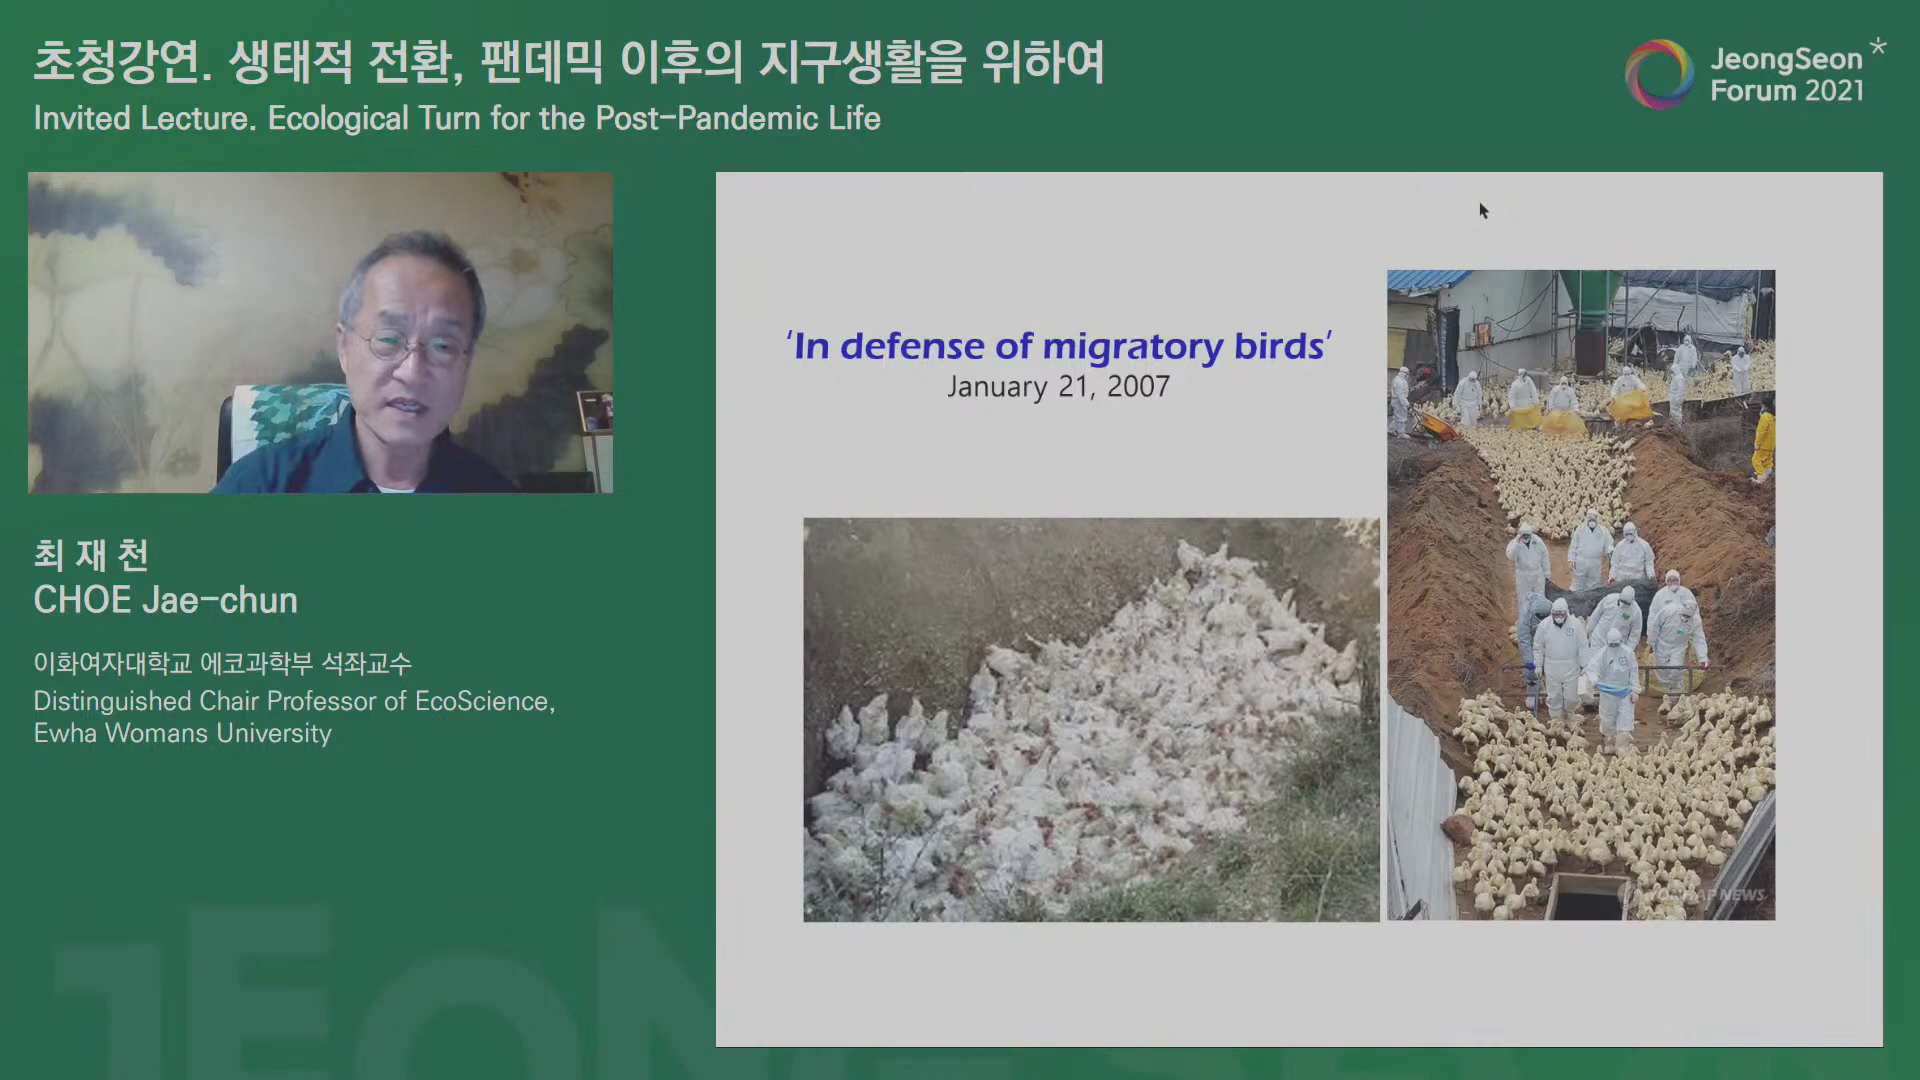 초청강연. 생태적 전환, 팬데믹 이후의 지구생활을 위하여
Invited Lecture. Ecological Turn for the Post-Pandemic Life
JeongSeon*
Forum 2021
최재천
CHOE Jae-chun
이화여자대학교 에코과학부 석좌교수
Distinguished Chair Professor of EcoScience,
Ewha Womans University
‘In defense of migratory birds’
January 21, 2007
YONHAP NEWS